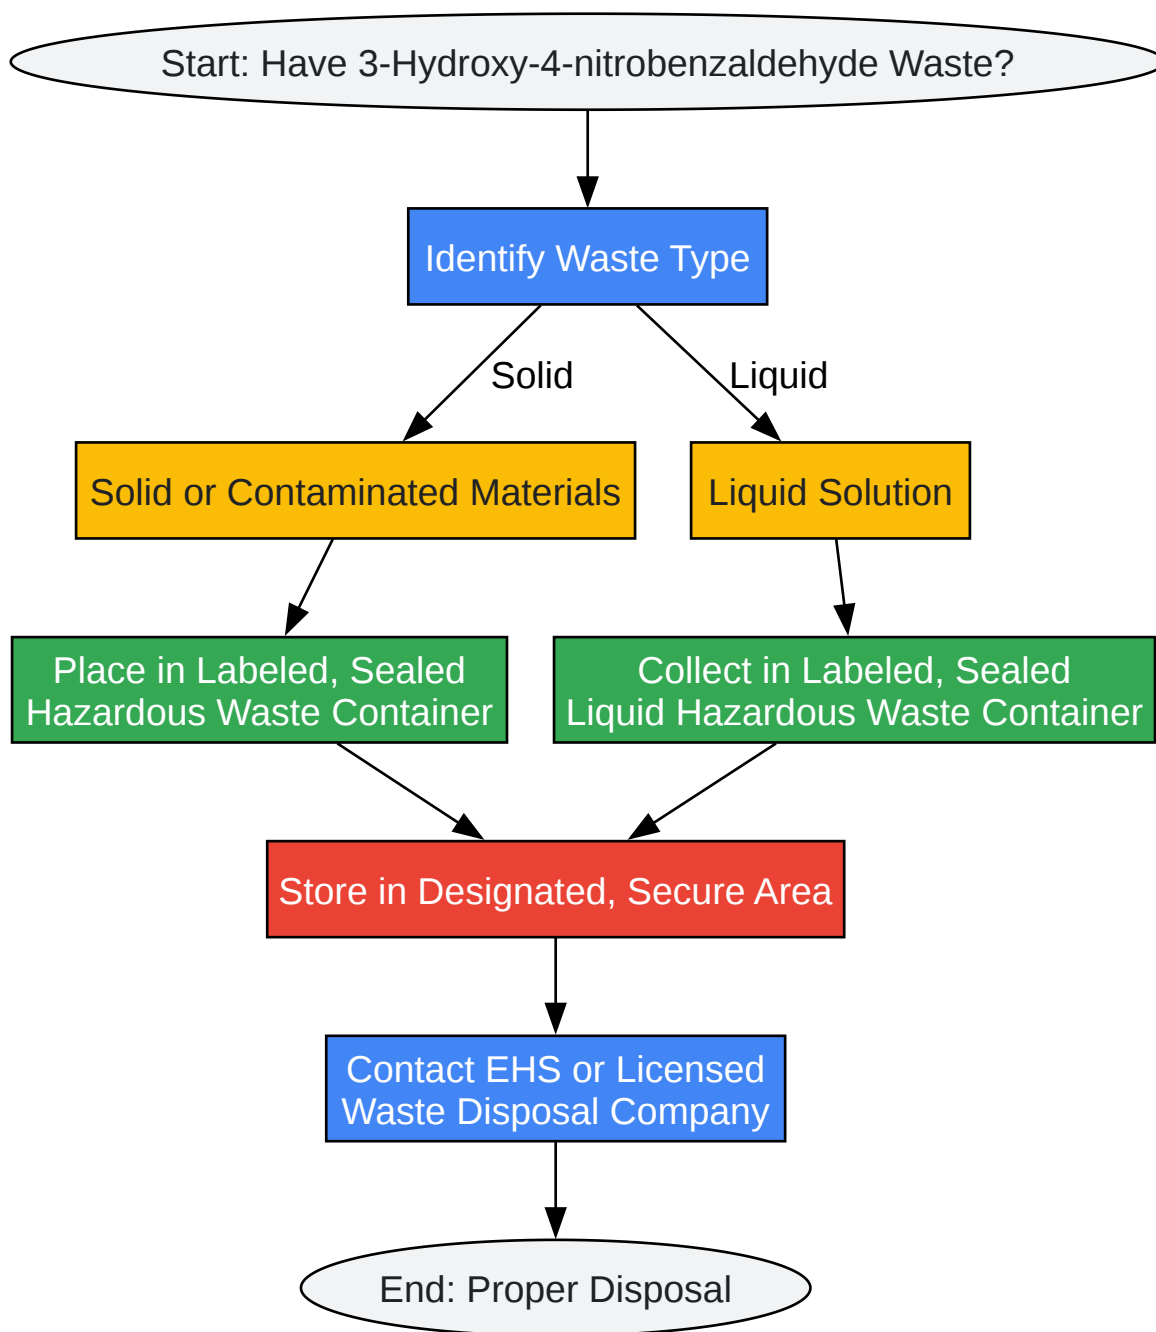 Start: Have 3-Hydroxy-4-nitrobenzaldehyde Waste?
Identify Waste Type
Solid
Liquid
Solid or Contaminated Materials
Liquid Solution
Place in Labeled, Sealed
Hazardous Waste Container
Collect in Labeled, Sealed
Liquid Hazardous Waste Container
Store in Designated, Secure Area
Contact EHS or Licensed
Waste Disposal Company
End: Proper Disposal